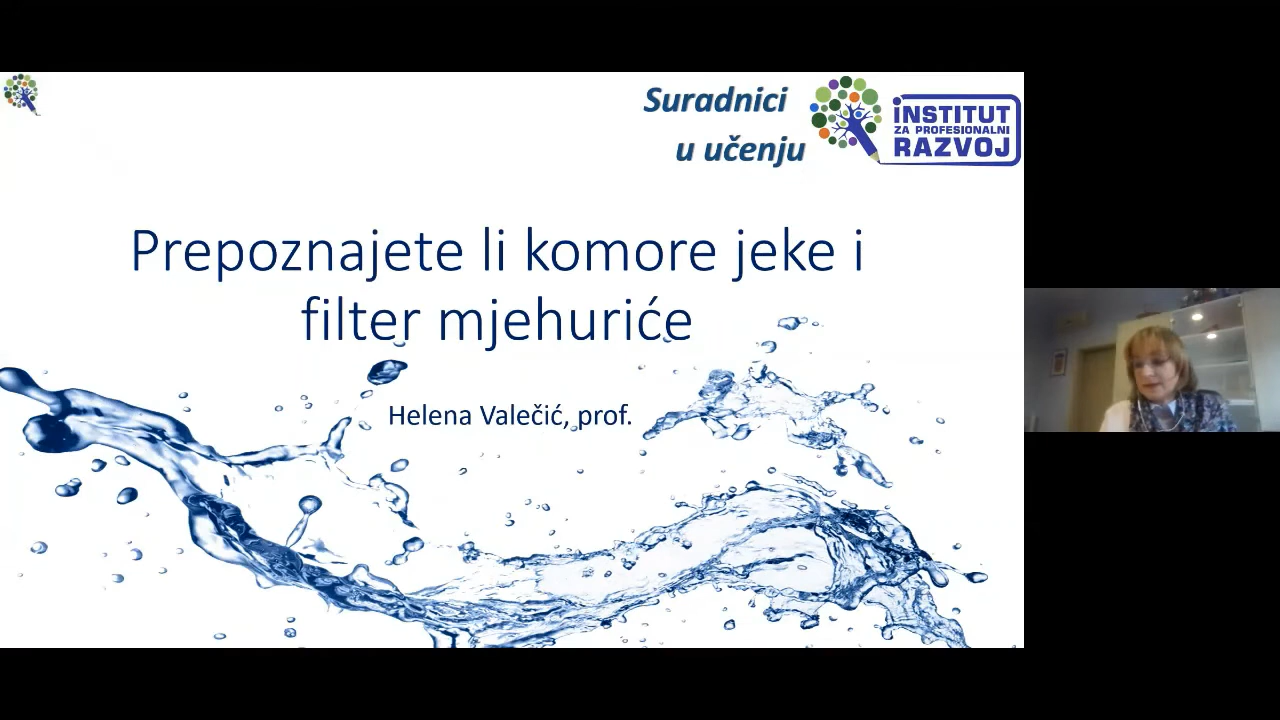 Suradnici
u učenju
iNSTITUT
ZA PROFESIONALNI
RAZVOJ
Prepoznajete li komore jeke i
filter mjehuriće
Helena Valečić, prof.